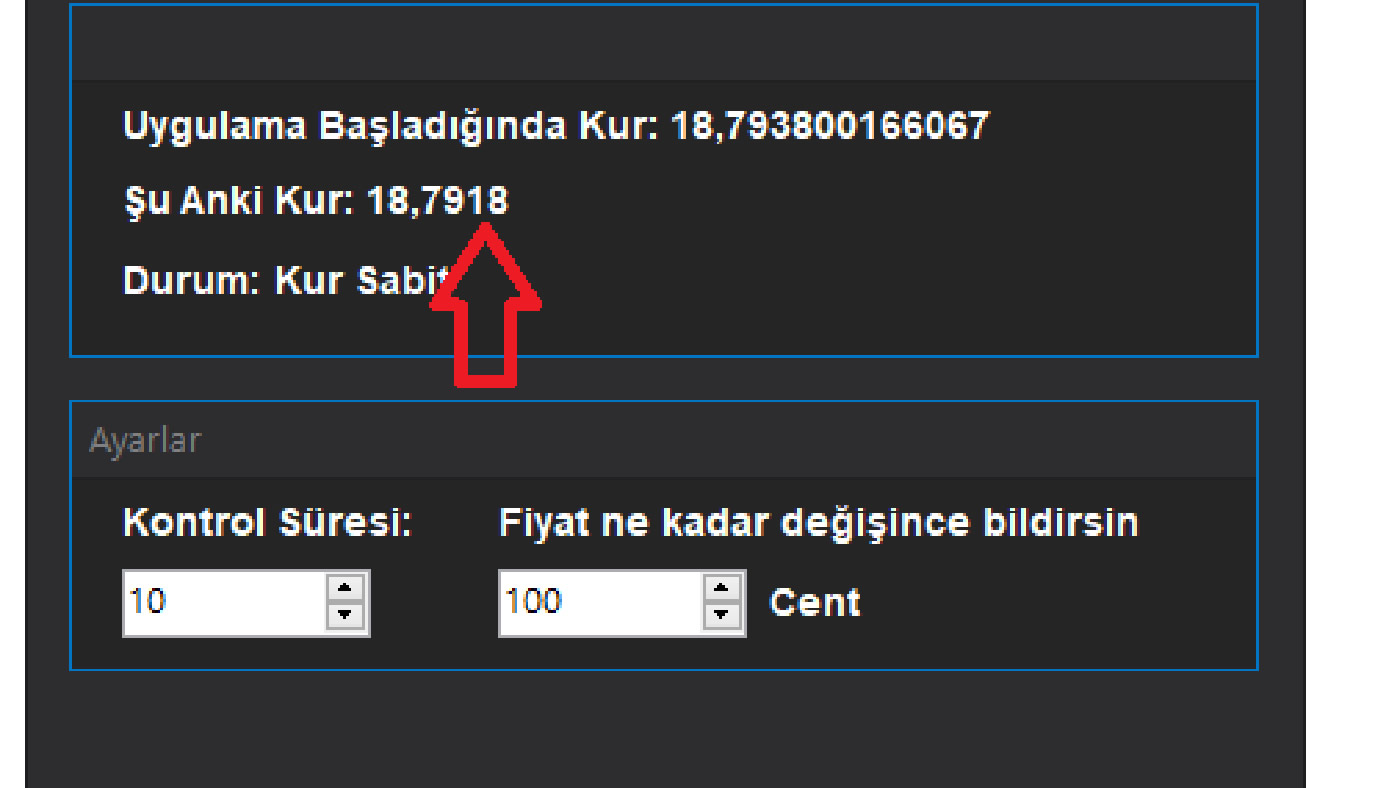 Uygulama Başladığında Kur: 18,793800166067
Şu Anki Kur: 18,7918
Durum: Kur Sabit
Ayarlar
Kontrol Süresi: Fiyat ne kadar değişince bildirsin
10 100 Cent